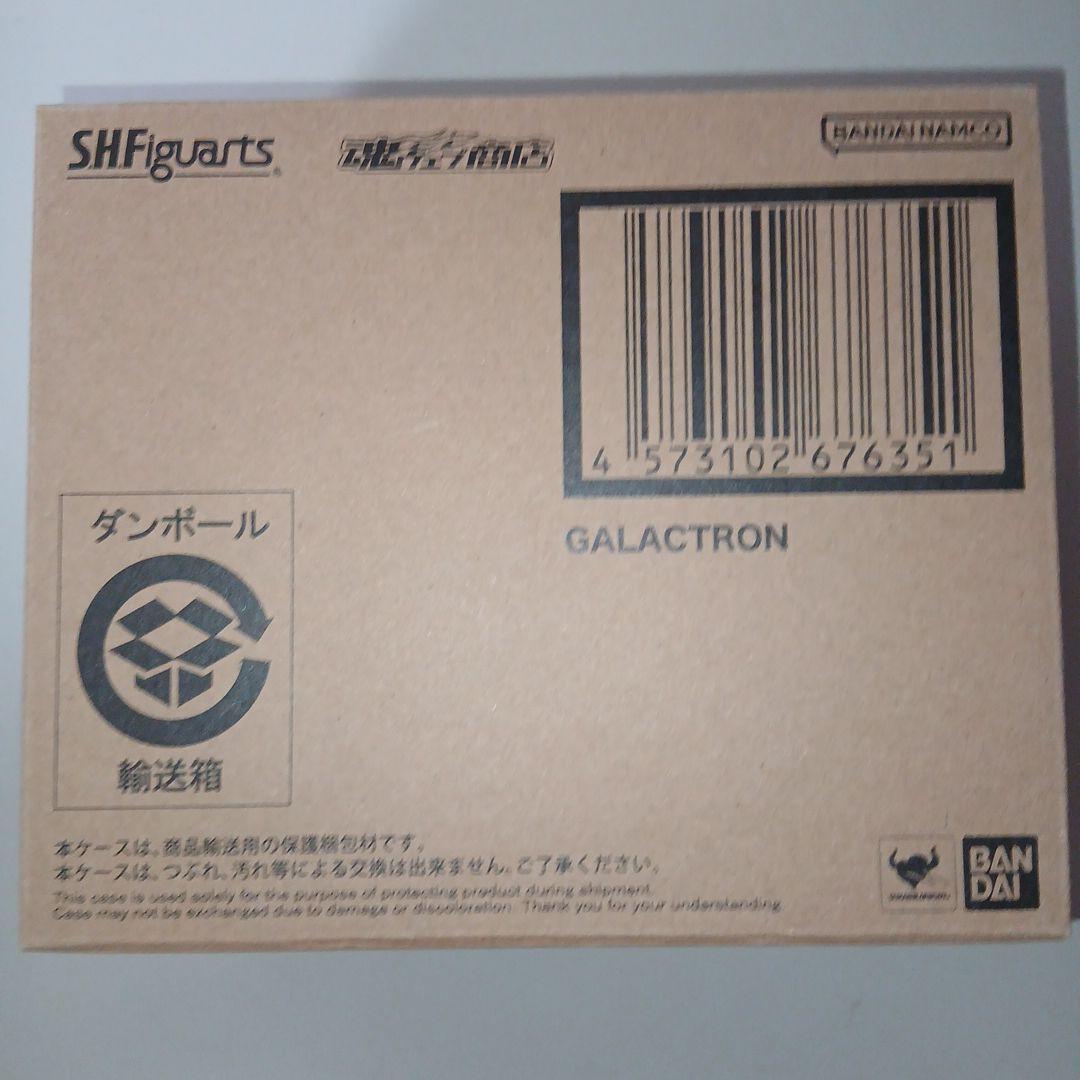 S.H.Figuarts
魂ウェブ商店
BANDAI NAMCO
4 573102 676351
GALACTRON
ダンボール
輸送箱
本ケースは、商品輸送用の保護梱包材です。
本ケースは、つぶれ、汚れ等による交換は出来ません。ご了承ください。
This case is used solely for the purpose of protecting product during shipment.
Case may not be exchanged due to damage or discoloration. Thank you for your understanding.
BAN
DAI